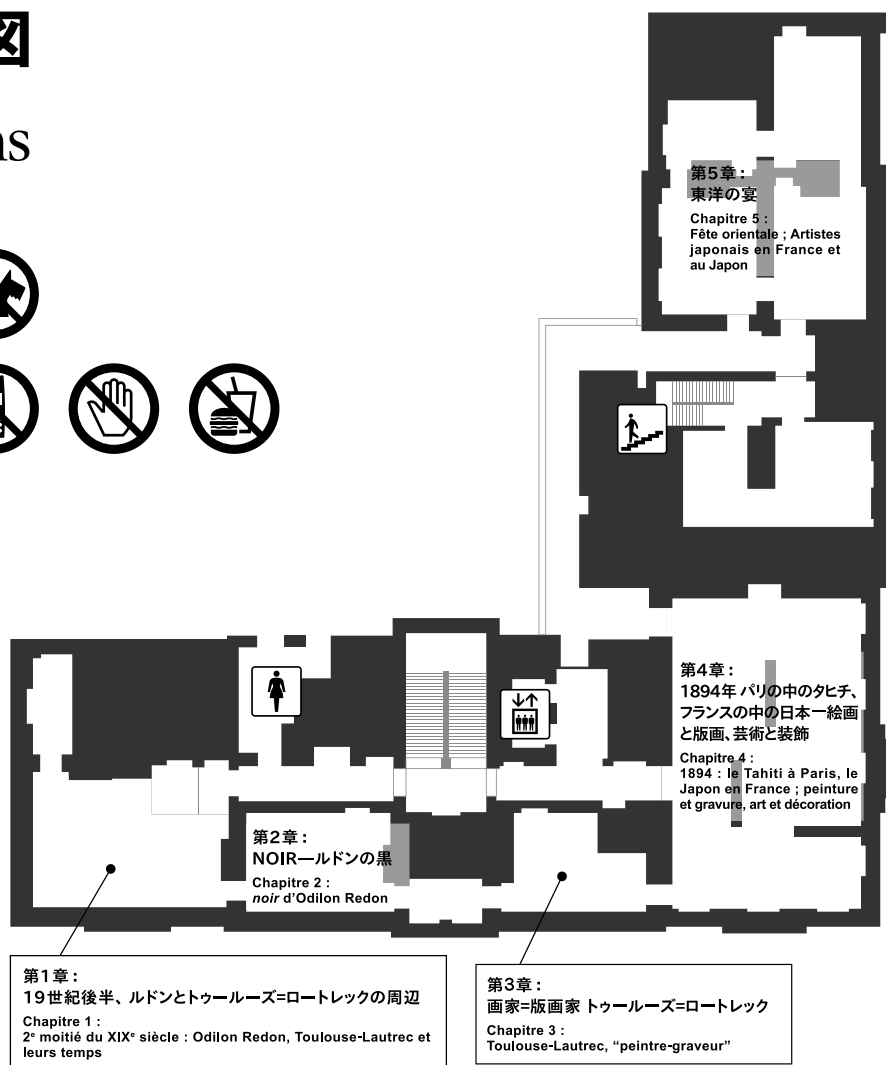 図
ns
第5章：
東洋の宴
Chapitre 5 :
Fête orientale ; Artistes
japonais en France et
au Japon
第4章：
1894年 パリの中のタヒチ、
フランスの中の日本―絵画
と版画、芸術と装飾
Chapitre 4 :
1894 : le Tahiti à Paris, le
Japon en France ; peinture
et gravure, art et décoration
第2章：
NOIR―ルドンの黒
Chapitre 2 :
noir d'Odilon Redon
第1章：
19世紀後半、ルドンとトゥールーズ=ロートレックの周辺
Chapitre 1 :
2e moitié du XIXe siècle : Odilon Redon, Toulouse-Lautrec et
leurs temps
第3章：
画家=版画家 トゥールーズ=ロートレック
Chapitre 3 :
Toulouse-Lautrec, “peintre-graveur”